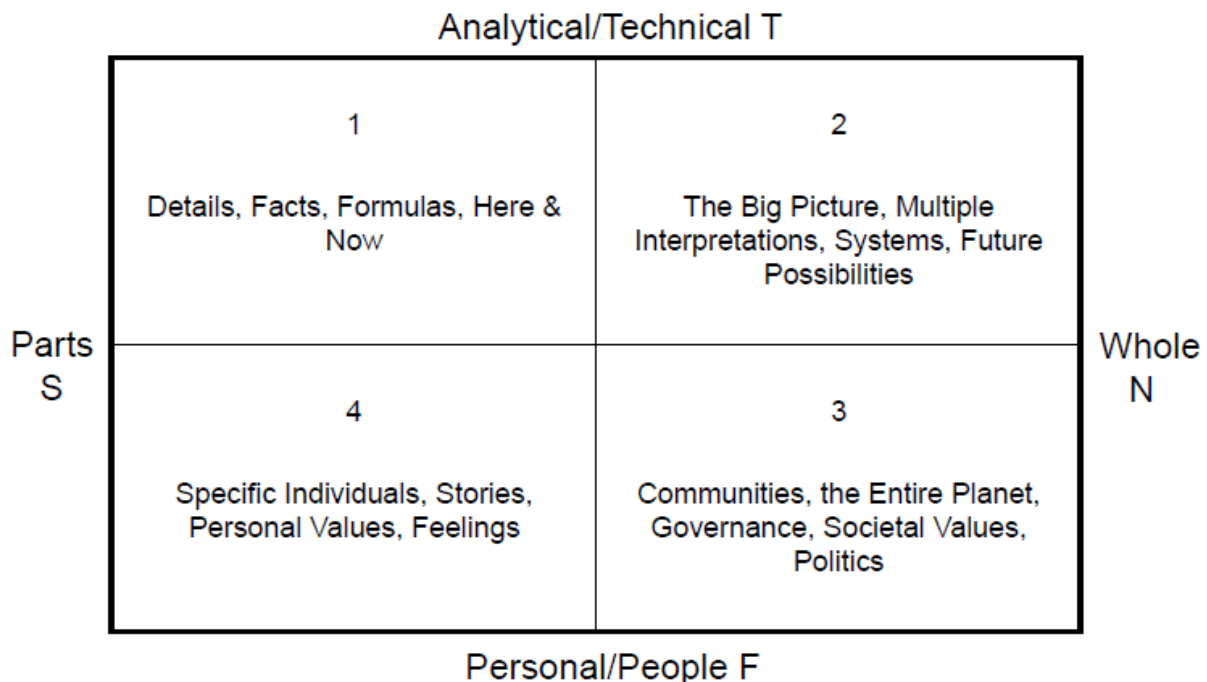 Analytical/Technical T
1
2
Details, Facts, Formulas, Here &
Now
The Big Picture, Multiple
Interpretations, Systems, Future
Possibilities
Parts
S
Whole
N
4
3
Specific Individuals, Stories,
Personal Values, Feelings
Communities, the Entire Planet,
Governance, Societal Values,
Politics
Personal/People F